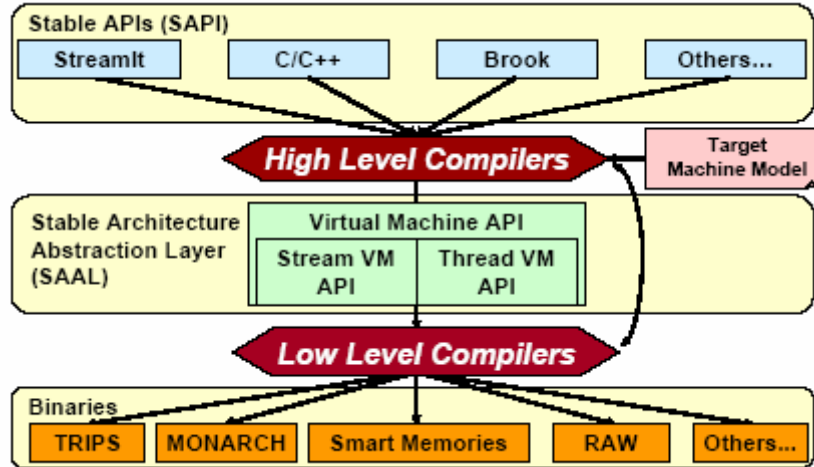 Stable APIs (SAPI)
StreamIt
C/C++
Brook
Others...
High Level Compilers
Target
Machine Model
Stable Architecture
Abstraction Layer
(SAAL)
Virtual Machine API
Stream VM
API
Thread VM
API
Low Level Compilers
Binaries
TRIPS
MONARCH
Smart Memories
RAW
Others...